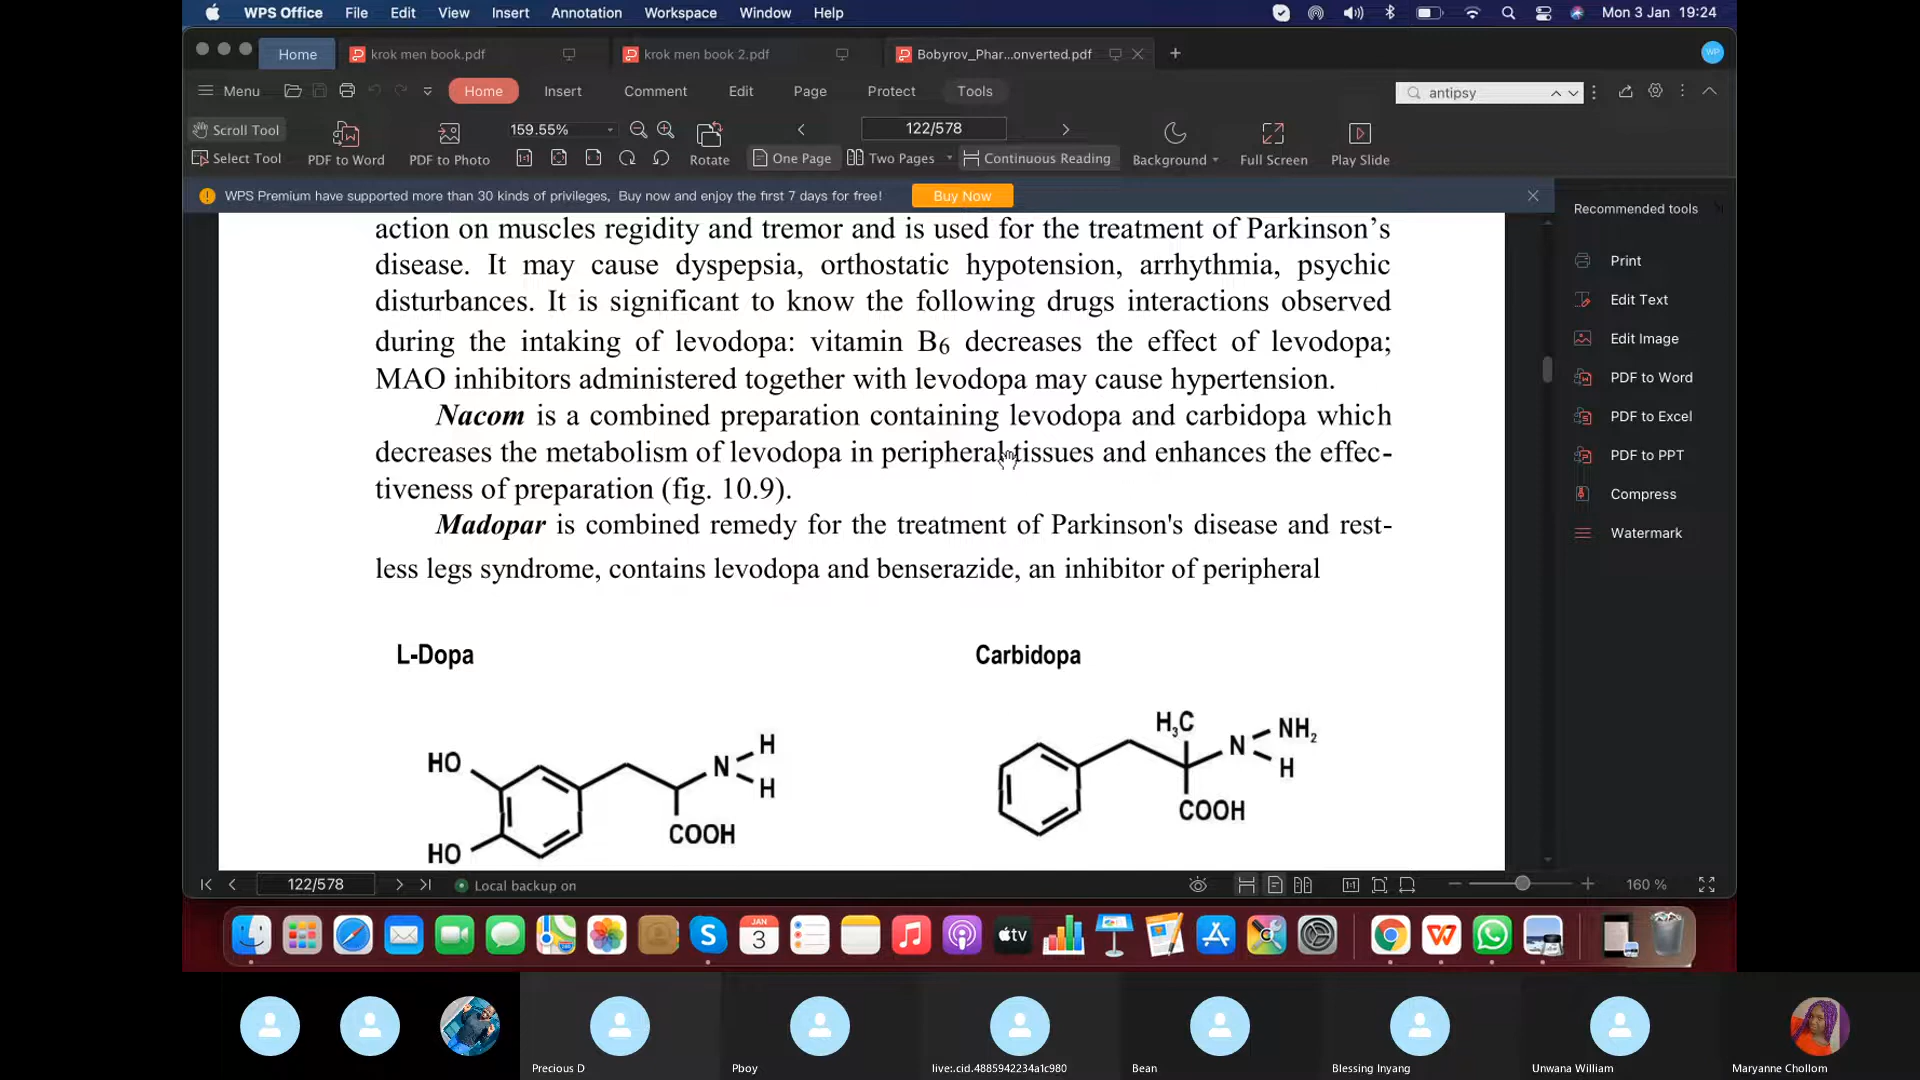 WPS Office File Edit View Insert Annotation Workspace Window Help Mon 3 Jan 19:24
Home krok men book.pdf krok men book 2.pdf Bobyrov_Phar...onverted.pdf WP
Menu Home Insert Comment Edit Page Protect Tools antipsy
Scroll Tool 159.55% 122/578
Select Tool PDF to Word PDF to Photo Rotate One Page Two Pages Continuous Reading Background Full Screen Play Slide
WPS Premium have supported more than 30 kinds of privileges, Buy now and enjoy the first 7 days for free! Buy Now
Recommended tools
Print
Edit Text
Edit Image
PDF to Word
PDF to Excel
PDF to PPT
Compress
Watermark
action on muscles regidity and tremor and is used for the treatment of Parkinson’s
disease. It may cause dyspepsia, orthostatic hypotension, arrhythmia, psychic
disturbances. It is significant to know the following drugs interactions observed
during the intaking of levodopa: vitamin B6 decreases the effect of levodopa;
MAO inhibitors administered together with levodopa may cause hypertension.
Nacom is a combined preparation containing levodopa and carbidopa which
decreases the metabolism of levodopa in peripheral tissues and enhances the effec-
tiveness of preparation (fig. 10.9).
Madopar is combined remedy for the treatment of Parkinson's disease and rest-
less legs syndrome, contains levodopa and benserazide, an inhibitor of peripheral
L-Dopa Carbidopa
HO N H H COOH HO
H3C N NH2 H COOH
122/578 Local backup on 160 %
JAN 3 tv
Precious D Pboy live:.cid.4885942234a1c980 Bean Blessing Inyang Unwana William Maryanne Chollom